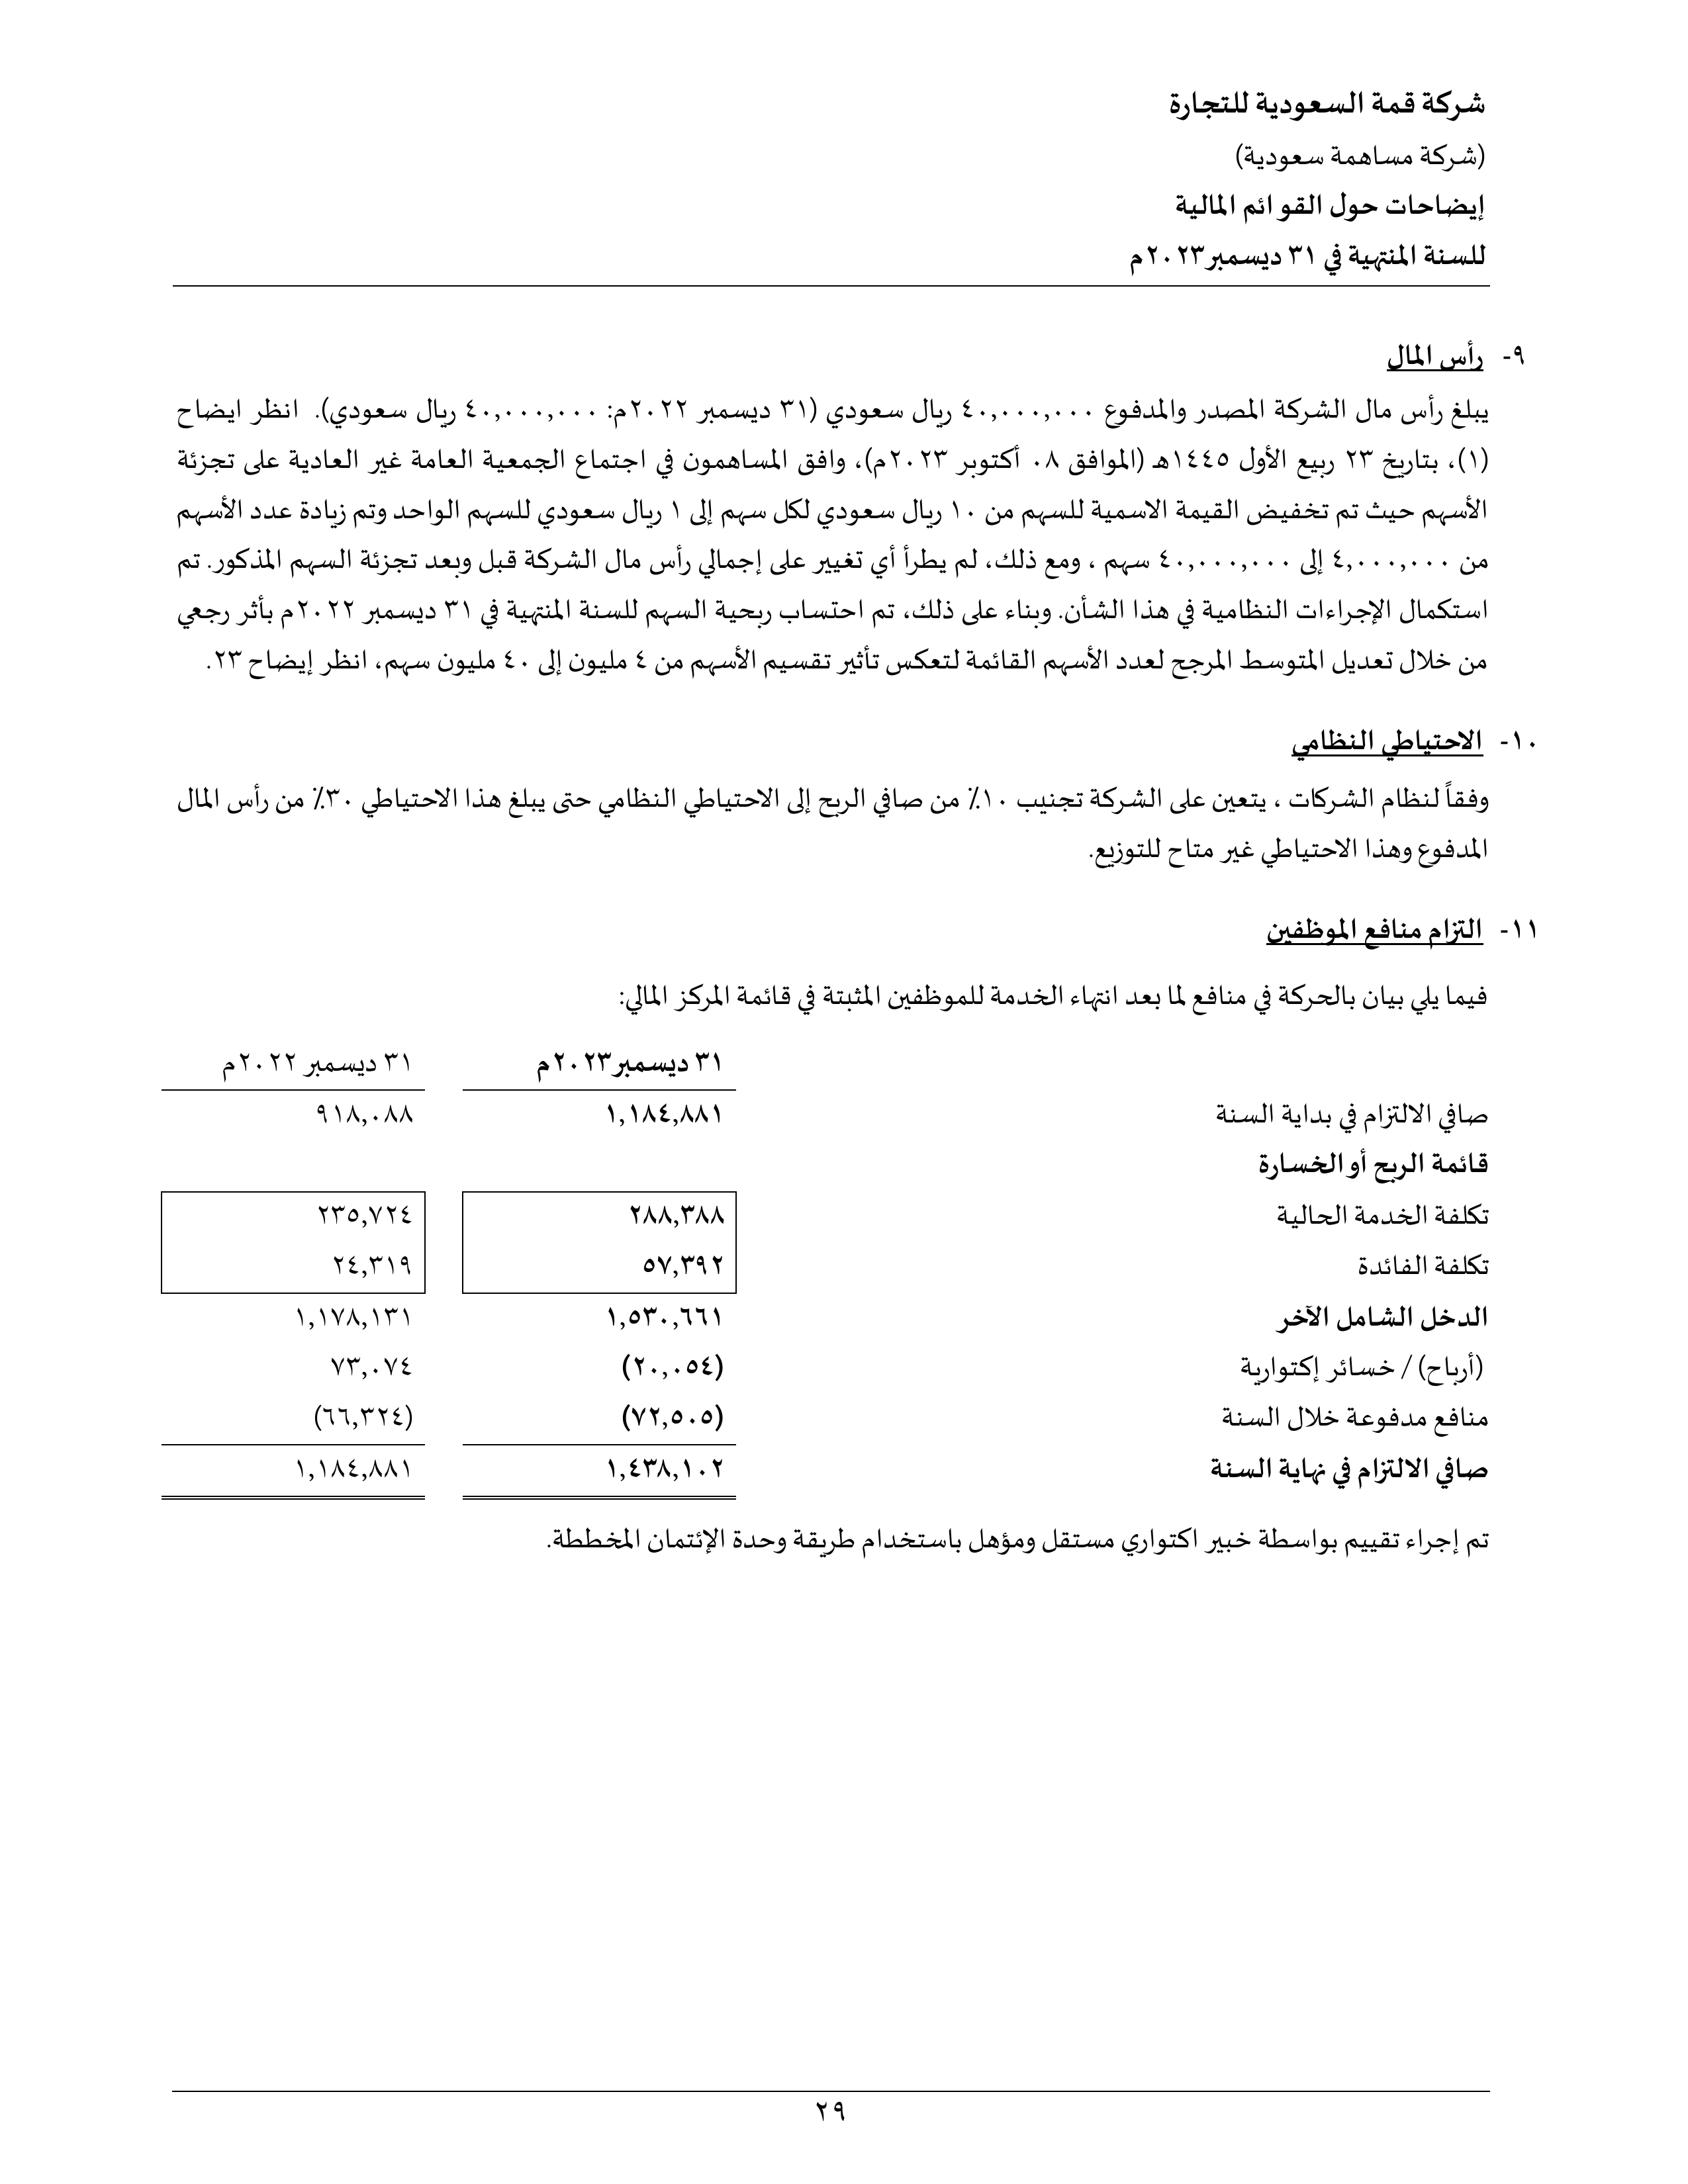 شركة قمة السعودية للتجارة
(شركة مساهمة سعودية)
إيضاحات حول القوائم المالية
للسنة المنتهية في ٣١ ديسمبر٢٠٢٣م
٩- رأس المال
يبلغ رأس مال الشركة المصدر والمدفوع ٤٠,٠٠٠,٠٠٠ ريال سعودي (٣١ ديسمبر ٢٠٢٢م: ٤٠,٠٠٠,٠٠٠ ريال سعودي). انظر ايضاح
(١)، بتاريخ ٢٣ ربيع الأول ١٤٤٥هـ (الموافق ٠٨ أكتوبر ٢٠٢٣م)، وافق المساهمون في اجتماع الجمعية العامة غير العادية على تجزئة
الأسهم حيث تم تخفيض القيمة الاسمية للسهم من ١٠ ريال سعودي لكل سهم إلى ١ ريال سعودي للسهم الواحد وتم زيادة عدد الأسهم
من ٤,٠٠٠,٠٠٠ إلى ٤٠,٠٠٠,٠٠٠ سهم ، ومع ذلك، لم يطرأ أي تغيير على إجمالي رأس مال الشركة قبل وبعد تجزئة السهم المذكور. تم
استكمال الإجراءات النظامية في هذا الشأن. وبناء على ذلك، تم احتساب ربحية السهم للسنة المنتهية في ٣١ ديسمبر ٢٠٢٢م بأثر رجعي
من خلال تعديل المتوسط المرجح لعدد الأسهم القائمة لتعكس تأثير تقسيم الأسهم من ٤ مليون إلى ٤٠ مليون سهم، انظر إيضاح ٢٣.
١٠- الاحتياطي النظامي
وفقاً لنظام الشركات ، يتعين على الشركة تجنيب ١٠٪ من صافي الربح إلى الاحتياطي النظامي حتى يبلغ هذا الاحتياطي ٣٠٪ من رأس المال
المدفوع وهذا الاحتياطي غير متاح للتوزيع.
١١- التزام منافع الموظفين
فيما يلي بيان بالحركة في منافع لما بعد انتهاء الخدمة للموظفين المثبتة في قائمة المركز المالي:
٣١ ديسمبر٢٠٢٣م ٣١ ديسمبر ٢٠٢٢م
صافي الالتزام في بداية السنة ١,١٨٤,٨٨١ ٩١٨,٠٨٨
قائمة الربح أو الخسارة
تكلفة الخدمة الحالية ٢٨٨,٣٨٨ ٢٣٥,٧٢٤
تكلفة الفائدة ٥٧,٣٩٢ ٢٤,٣١٩
الدخل الشامل الآخر ١,٥٣٠,٦٦١ ١,١٧٨,١٣١
(أرباح) / خسائر إكتوارية (٢٠,٠٥٤) ٧٣,٠٧٤
منافع مدفوعة خلال السنة (٧٢,٥٠٥) (٦٦,٣٢٤)
صافي الالتزام في نهاية السنة ١,٤٣٨,١٠٢ ١,١٨٤,٨٨١
تم إجراء تقييم بواسطة خبير اكتواري مستقل ومؤهل باستخدام طريقة وحدة الإئتمان المخططة.
٢٩